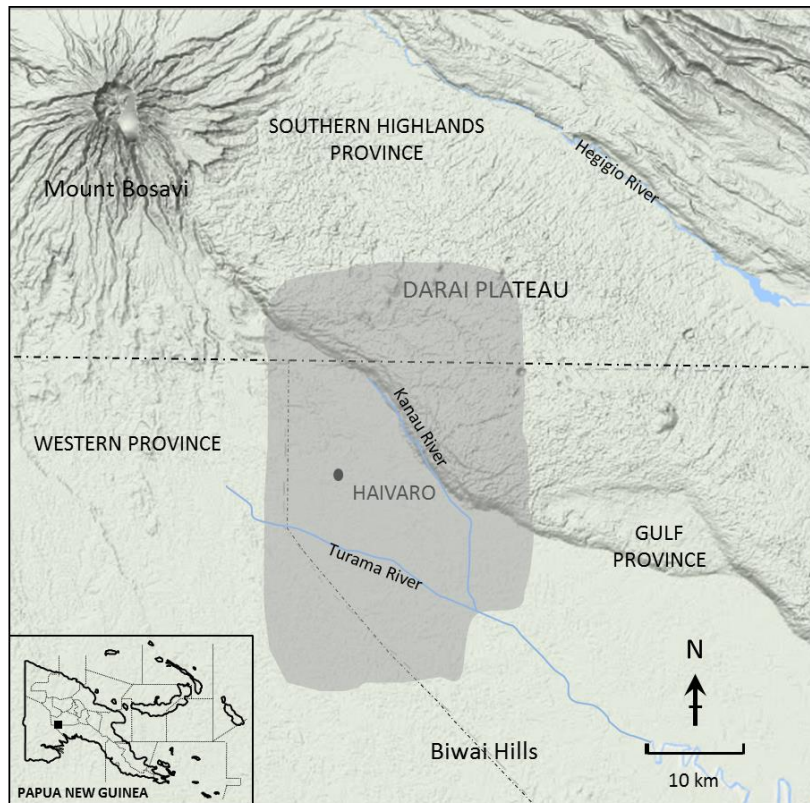 SOUTHERN HIGHLANDS
PROVINCE
Hegigio River
Mount Bosavi
DARAI PLATEAU
Kanau River
WESTERN PROVINCE
HAIVARO
GULF
PROVINCE
Turama River
N
Biwai Hills
10 km
PAPUA NEW GUINEA